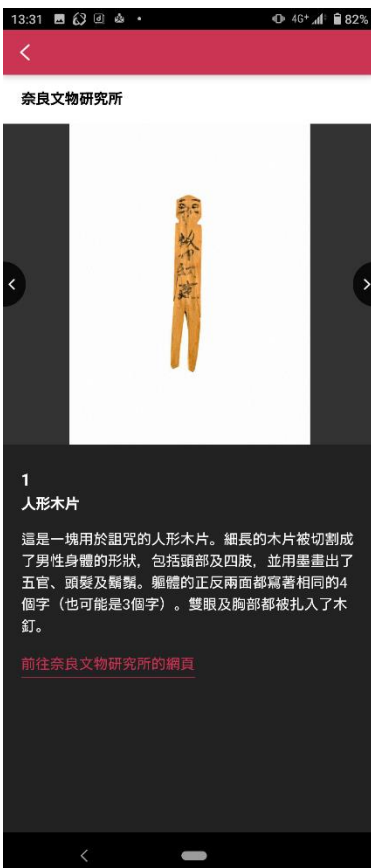 13:31 4G+ 82%
奈良文物研究所
1
人形木片
這是一塊用於詛咒的人形木片。細長的木片被切割成
了男性身體的形狀，包括頭部及四肢，並用墨畫出了
五官、頭髮及鬍鬚。軀體的正反兩面都寫著相同的4
個字（也可能是3個字）。雙眼及胸部都被扎入了木
釘。
前往奈良文物研究所的網頁